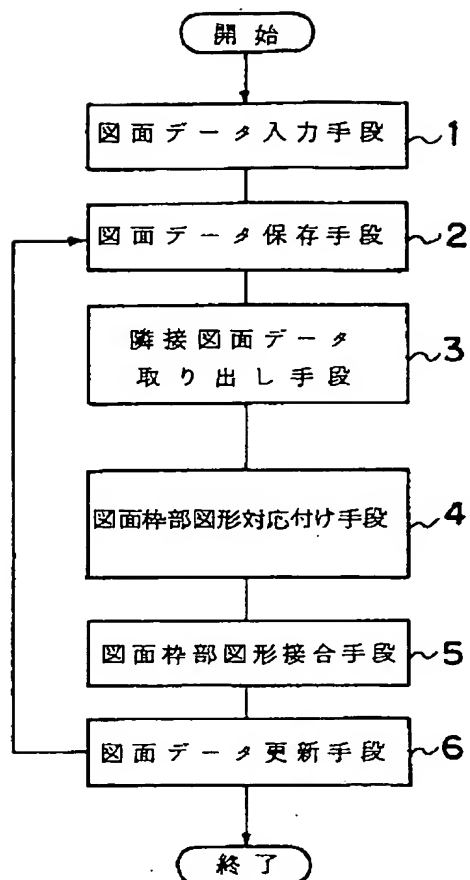 開始
図面データ入力手段
1
図面データ保存手段
2
隣接図面データ
取り出し手段
3
図面枠部図形対応付け手段
4
図面枠部図形接合手段
5
図面データ更新手段
6
終了